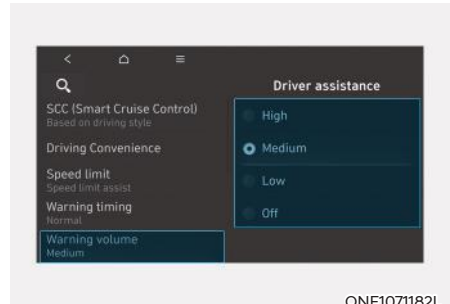 Driver assistance
SCC (Smart Cruise Control)
Based on driving style
Driving Convenience
Speed limit
Speed limit assist
Warning timing
Normal
Warning volume
Medium
High
Medium
Low
Off
ONE1071182L